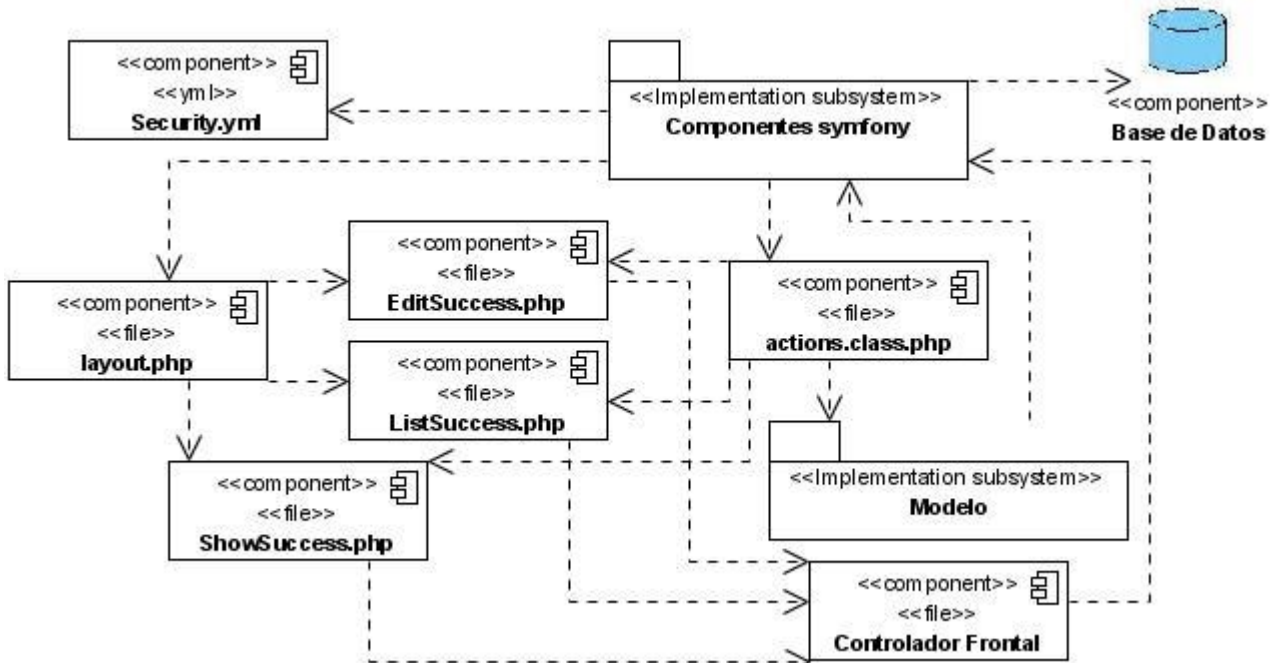 <<component>>
<<yml>>
Security.yml
<<Implementation subsystem>>
Componentes symfony
<<component>>
Base de Datos
<<component>>
<<file>>
EditSuccess.php
<<component>>
<<file>>
layout.php
<<component>>
<<file>>
actions.class.php
<<component>>
<<file>>
ListSuccess.php
<<component>>
<<file>>
ShowSuccess.php
<<Implementation subsystem>>
Modelo
<<component>>
<<file>>
Controlador Frontal